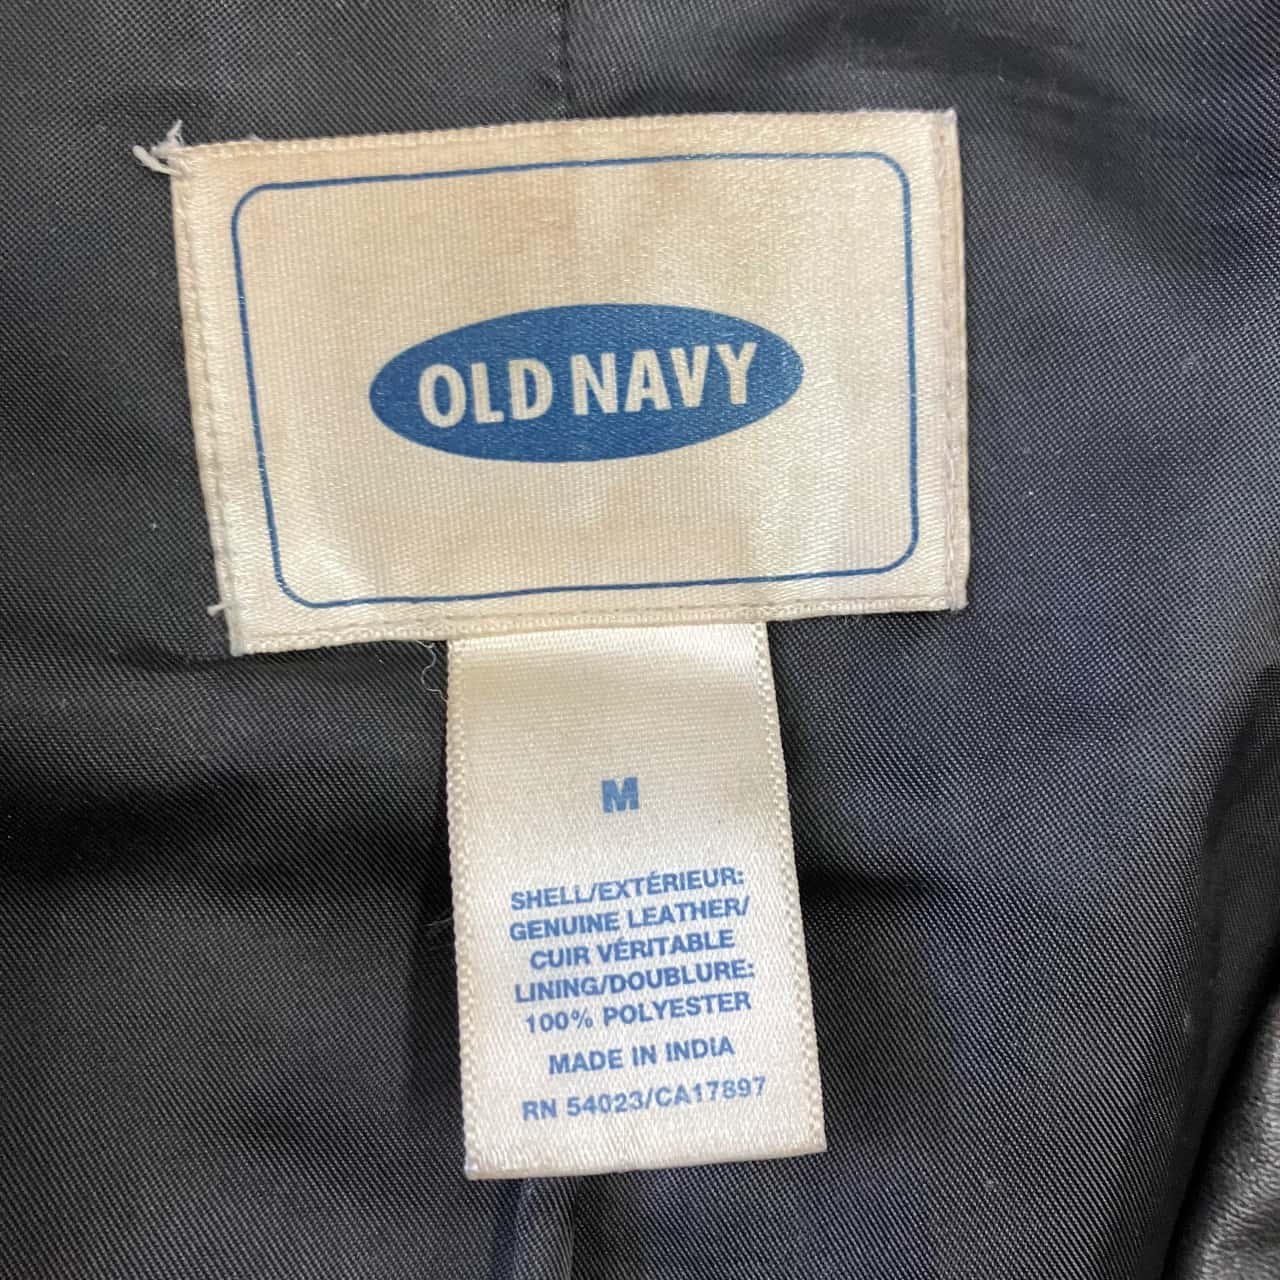 OLD NAVY
M
SHELL/EXTÉRIEUR:
GENUINE LEATHER/
CUIR VÉRITABLE
LINING/DOUBLURE:
100% POLYESTER
MADE IN INDIA
RN 54023/CA17897